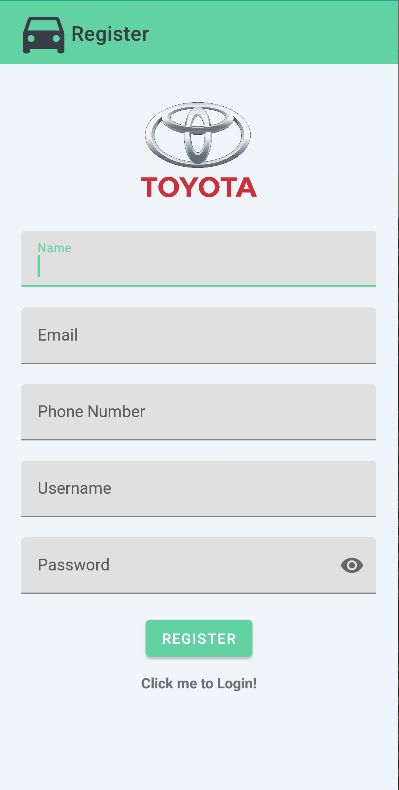 Register
TOYOTA
Name
Email
Phone Number
Username
Password
REGISTER
Click me to Login!